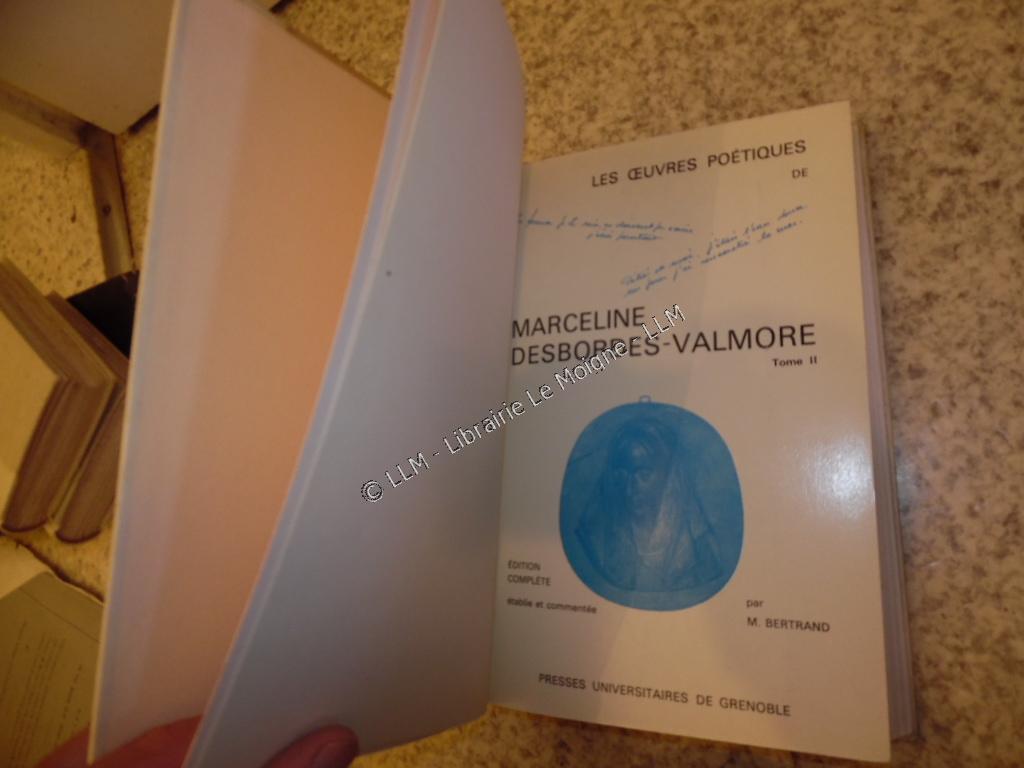 LES ŒUVRES POÉTIQUES
DE
MARCELINE
DESBORDES-VALMORE
Tome II
© LLM - Librairie Le Moigne - LLM
ÉDITION
COMPLÈTE
établie et commentée
par
M. BERTRAND
PRESSES UNIVERSITAIRES DE GRENOBLE